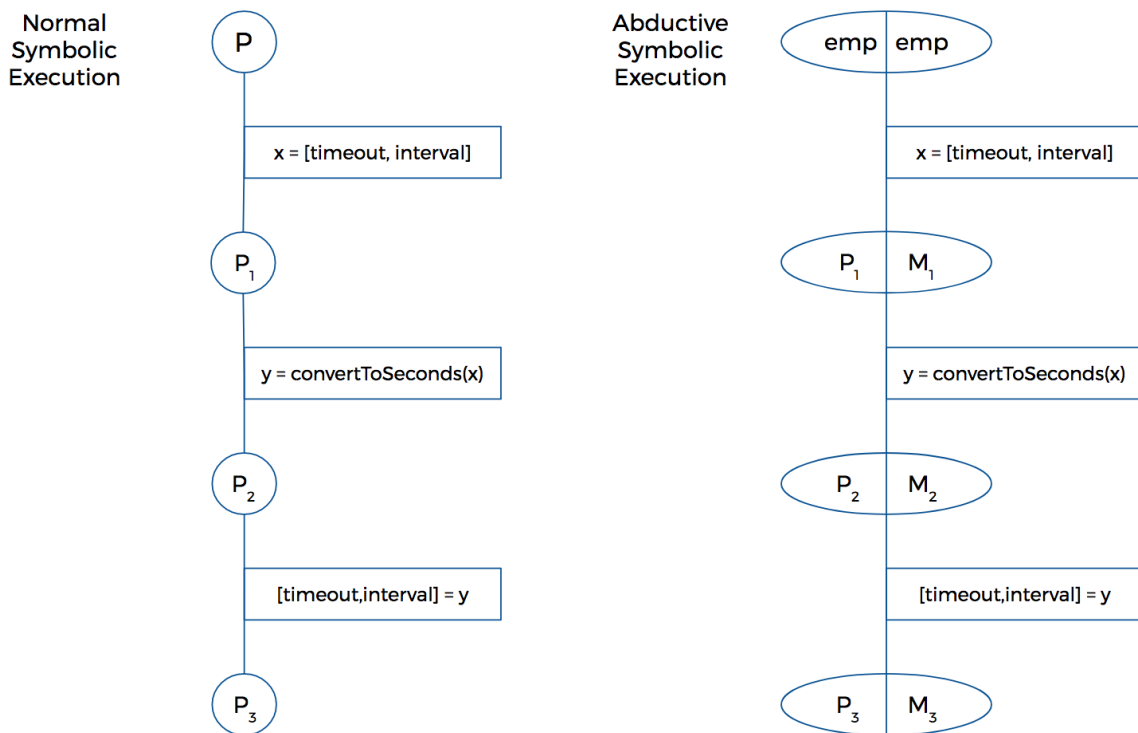 Normal
Symbolic
Execution
P
x = [timeout, interval]
P₁
y = convertToSeconds(x)
P₂
[timeout,interval] = y
P₃
Abductive
Symbolic
Execution
emp emp
x = [timeout, interval]
P₁ M₁
y = convertToSeconds(x)
P₂ M₂
[timeout,interval] = y
P₃ M₃